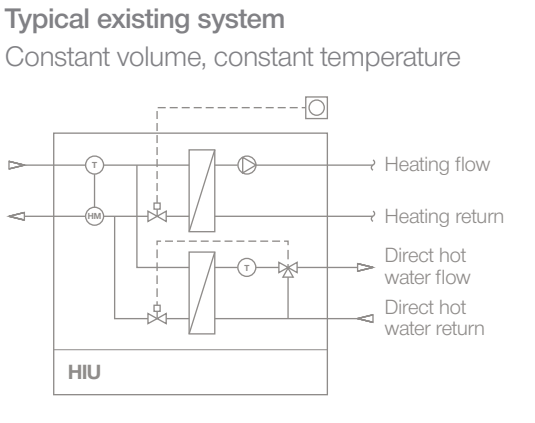 Typical existing system
Constant volume, constant temperature
T
Heating flow
HM
Heating return
Direct hot
water flow
T
Direct hot
water return
HIU